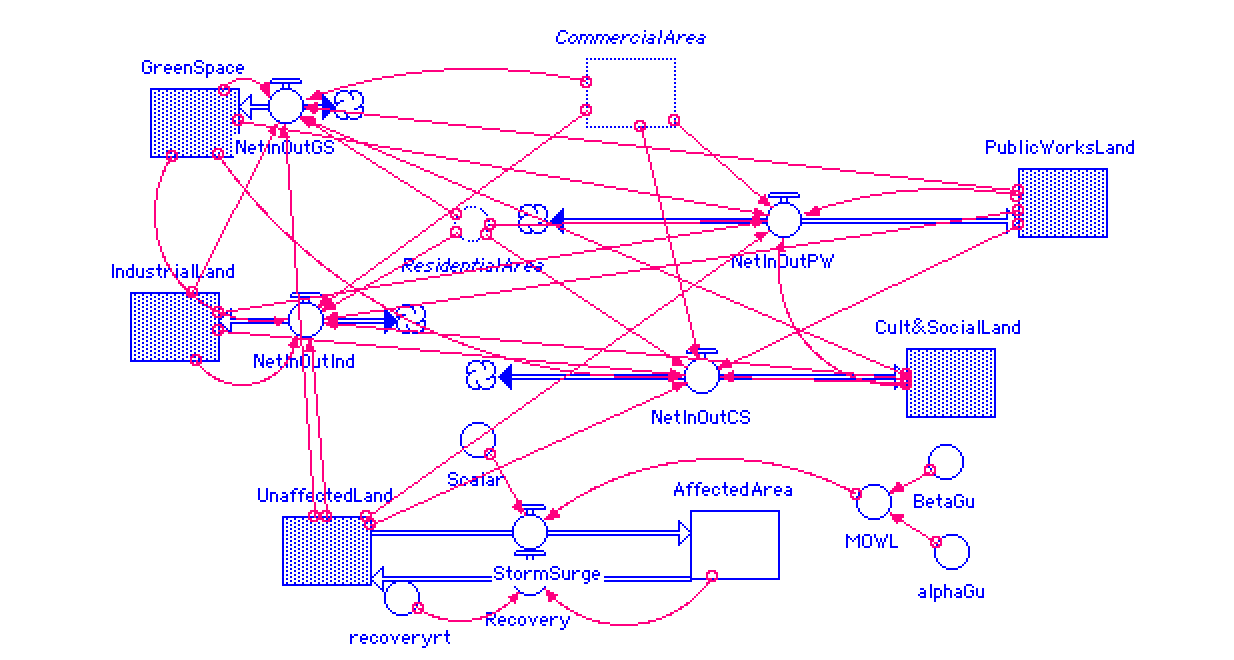 CommercialArea
GreenSpace
NetInOutGS
PublicWorksLand
ResidentialArea
NetInOutPW
IndustrialLand
NetInOutInd
Cult&SocialLand
NetInOutCS
Scalar
UnaffectedLand
AffectedArea
BetaGu
MOWL
StormSurge
alphaGu
Recovery
recoveryrt